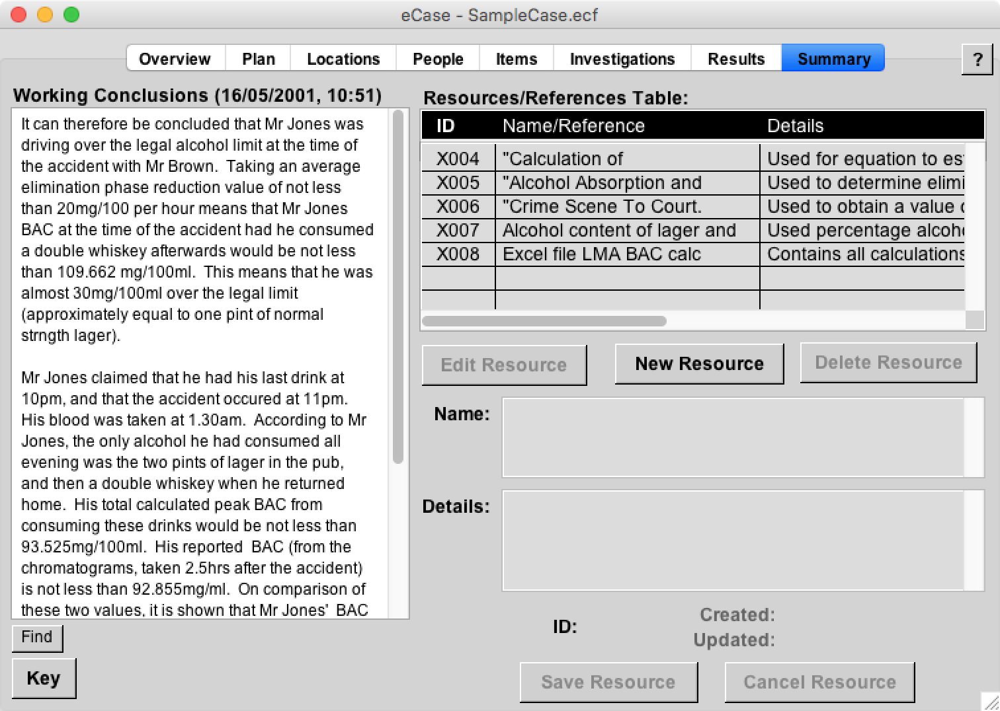 eCase - SampleCase.ecf
Overview Plan Locations People Items Investigations Results Summary ?
Working Conclusions (16/05/2001, 10:51)
It can therefore be concluded that Mr Jones was
driving over the legal alcohol limit at the time of
the accident with Mr Brown.  Taking an average
elimination phase reduction value of not less
than 20mg/100 per hour means that Mr Jones
BAC at the time of the accident had he consumed
a double whiskey afterwards would be not less
than 109.662 mg/100ml.  This means that he was
almost 30mg/100ml over the legal limit
(approximately equal to one pint of normal
strngth lager).
Mr Jones claimed that he had his last drink at
10pm, and that the accident occured at 11pm.
His blood was taken at 1.30am.  According to Mr
Jones, the only alcohol he had consumed all
evening was the two pints of lager in the pub,
and then a double whiskey when he returned
home.  His total calculated peak BAC from
consuming these drinks would be not less than
93.525mg/100ml.  His reported  BAC (from the
chromatograms, taken 2.5hrs after the accident)
is not less than 92.855mg/ml.  On comparison of
these two values, it is shown that Mr Jones'  BAC
Find
Key
Resources/References Table:
ID Name/Reference Details
X004 "Calculation of Used for equation to es
X005 "Alcohol Absorption and Used to determine elimi
X006 "Crime Scene To Court. Used to obtain a value
X007 Alcohol content of lager and Used percentage alcoh
X008 Excel file LMA BAC calc Contains all calculations
Edit Resource New Resource Delete Resource
Name:
Details:
ID:
Created:
Updated:
Save Resource Cancel Resource